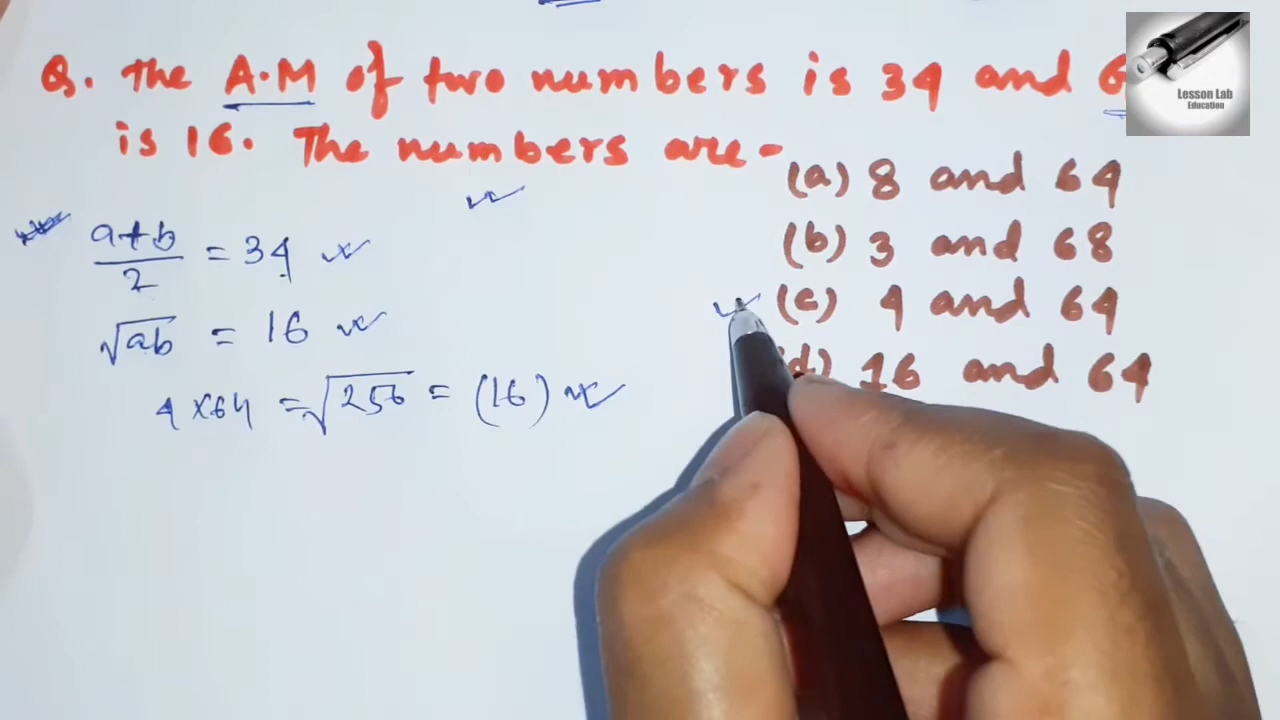 Q. The A.M of two numbers is 34 and
is 16. The numbers are-
(a) 8 and 64
(b) 3 and 68
(c) 4 and 64
(d) 16 and 64
a+b/2 = 34
√ab = 16
4 x 64 = √256 = (16)
Lesson Lab
Education